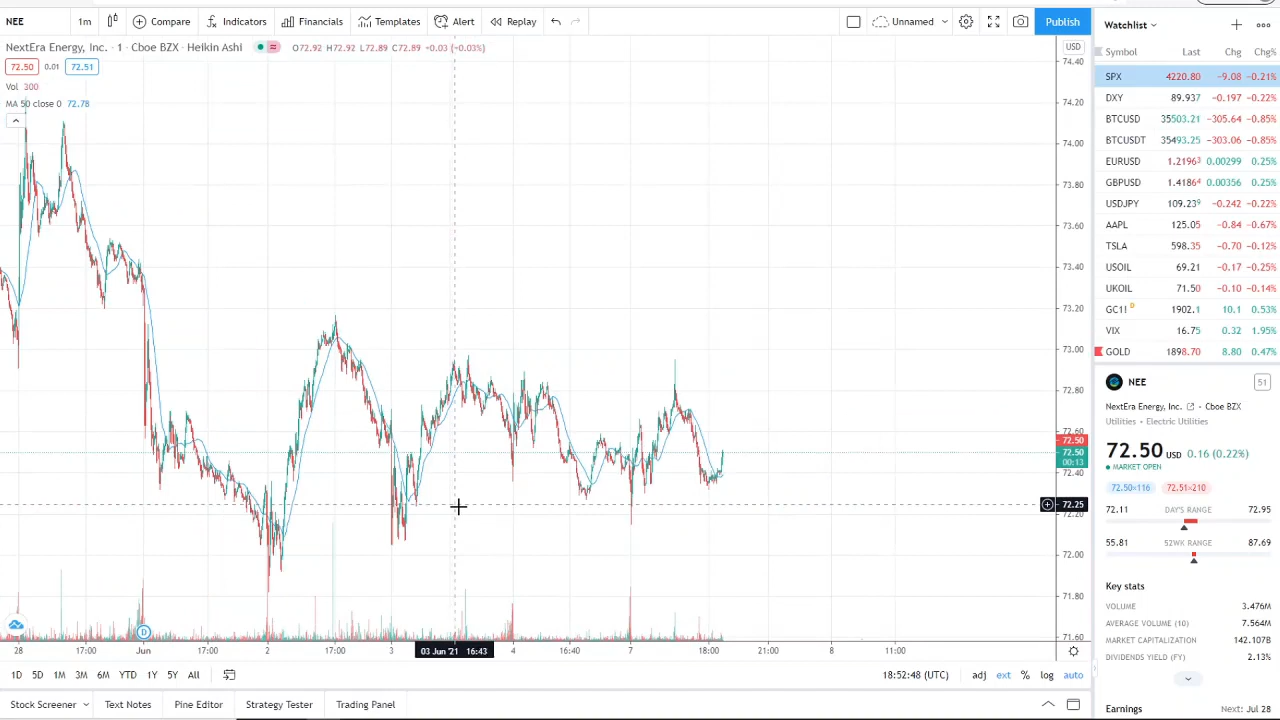 NEE 1m Compare Indicators Financials Templates Alert Replay Unnamed Publish
NextEra Energy, Inc. · 1 · Cboe BZX · Heikin Ashi O72.92 H72.92 L72.89 C72.89 −0.03 (−0.03%)
72.50 0.01 72.51
Vol 300
MA 50 close 0 72.78
USD
74.40
74.20
74.00
73.80
73.60
73.40
73.20
73.00
72.80
72.60
72.50
72.50
00:13
72.40
72.25
72.20
72.00
71.80
71.60
D
28 17:00 Jun 17:00 2 17:00 3 03 Jun '21 16:43 4 16:40 7 18:00 21:00 8 11:00
1D 5D 1M 3M 6M YTD 1Y 5Y All 18:52:48 (UTC) adj ext % log auto
Stock Screener Text Notes Pine Editor Strategy Tester Trading Panel
Watchlist
Symbol Last Chg Chg%
SPX 4220.80 −9.08 −0.21%
DXY 89.937 −0.197 −0.22%
BTCUSD 35503.21 −305.64 −0.85%
BTCUSDT 35493.25 −303.06 −0.85%
EURUSD 1.21963 0.00299 0.25%
GBPUSD 1.41864 0.00356 0.25%
USDJPY 109.239 −0.242 −0.22%
AAPL 125.05 −0.84 −0.67%
TSLA 598.35 −0.70 −0.12%
USOIL 69.21 −0.17 −0.25%
UKOIL 71.50 −0.10 −0.14%
GC1! D 1902.1 10.1 0.53%
VIX 16.75 0.32 1.95%
GOLD 1898.70 8.80 0.47%
NEE 51
NextEra Energy, Inc. · Cboe BZX
Utilities · Electric Utilities
72.50 USD 0.16 (0.22%)
MARKET OPEN
72.50×116 72.51×210
72.11 DAY'S RANGE 72.95
55.81 52WK RANGE 87.69
Key stats
VOLUME 3.476M
AVERAGE VOLUME (10) 7.564M
MARKET CAPITALIZATION 142.107B
DIVIDENDS YIELD (FY) 2.13%
Earnings Next: Jul 28